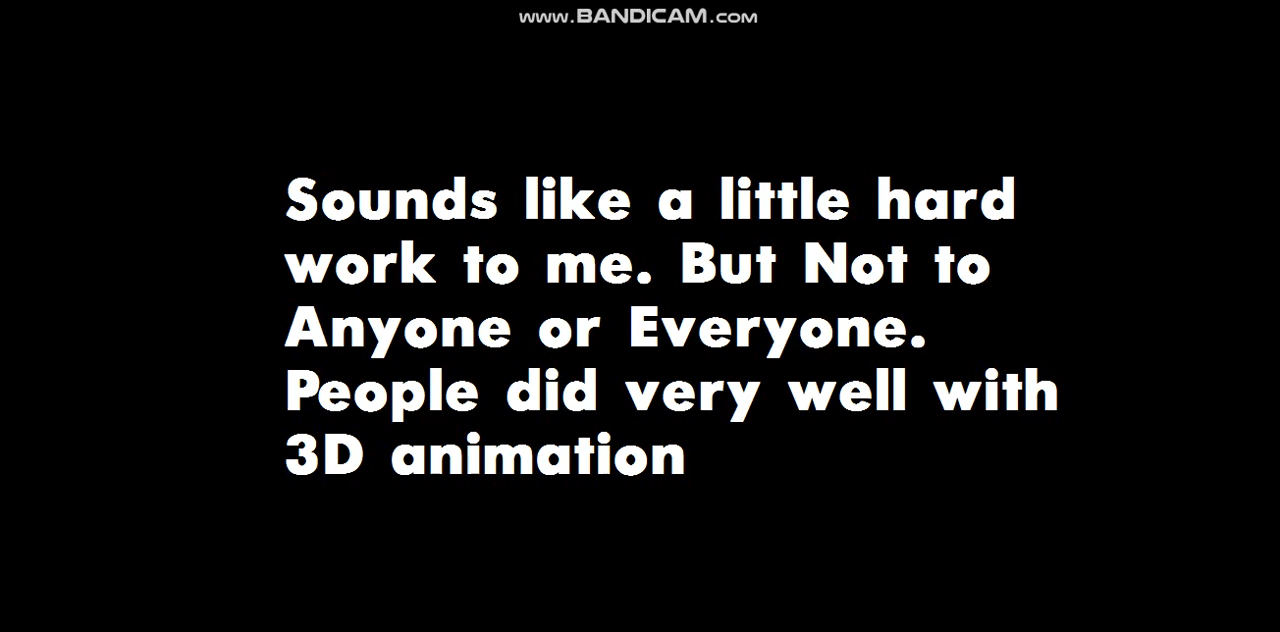 www.BANDICAM.com
Sounds like a little hard
work to me. But Not to
Anyone or Everyone.
People did very well with
3D animation